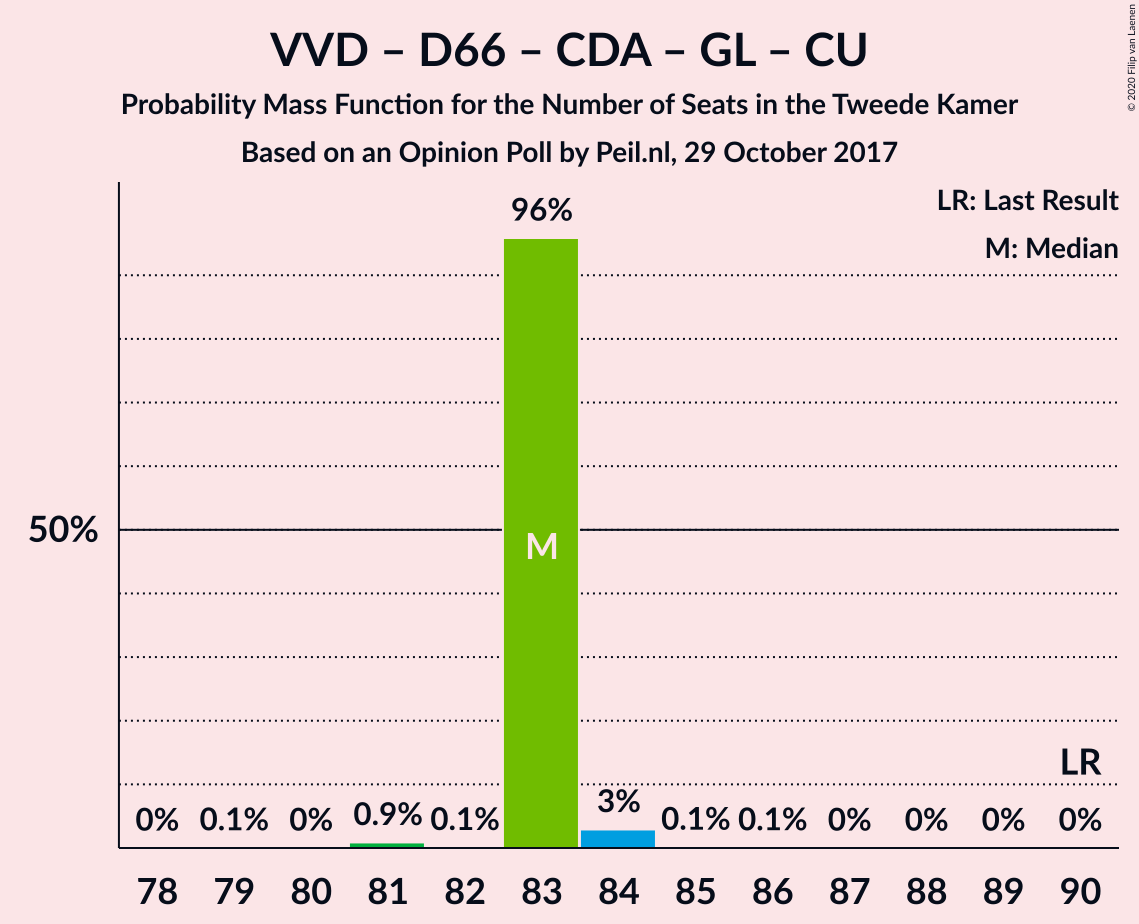 VVD – D66 – CDA – GL – CU
Probability Mass Function for the Number of Seats in the Tweede Kamer
Based on an Opinion Poll by Peil.nl, 29 October 2017
© 2020 Filip van Laenen
LR: Last Result
M: Median
96%
50%
M
LR
0% 0.1% 0% 0.9% 0.1% 3% 0.1% 0.1% 0% 0% 0% 0%
78 79 80 81 82 83 84 85 86 87 88 89 90